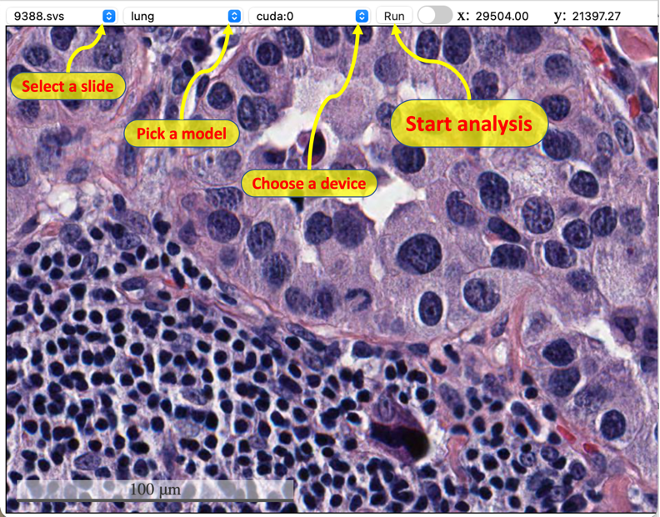 9388.svs lung cuda:0 Run x: 29504.00 y: 21397.27
Select a slide
Pick a model
Start analysis
Choose a device
100 μm